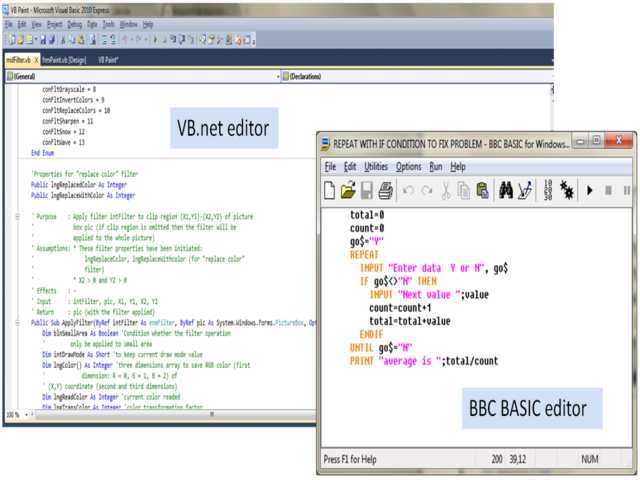 VB Paint - Microsoft Visual Basic 2010 Express
File Edit View Project Debug Data Tools Window Help
mdlFilter.vb X frmPaint.vb [Design] VB Paint*
(General) (Declarations)
conFltGrayscale = 8
conFltInvertColors = 9
conFltReplaceColors = 10
conFltSharpen = 11
conFltSnow = 12
conFltWave = 13
End Enum
'Properties for "replace color" filter
Public lngReplacedColor As Integer
Public lngReplaceWithColor As Integer
' Purpose : Apply filter intFilter to clip region (X1,Y1)-(X2,Y2) of picture
' box pic (if clip region is omitted then the filter will be
' applied to the whole picture)
' Assumptions: * These filter properties have been initiated:
' lngReplaceColor, lngReplaceWithcolor (for "replace color"
' filter)
' * X2 > 0 and Y2 > 0
' Effects : -
' Input : intFilter, pic, X1, Y1, X2, Y2
' Return : pic (with the filter applied)
Public Sub ApplyFilter(ByRef intFilter As enmFilter, ByRef pic As System.Windows.Forms.PictureBox, Opt
Dim blnSmallArea As Boolean 'Condition whether the filter operation
' only be applied to small area
Dim intDrawMode As Short 'to keep current draw mode value
Dim lngColor() As Integer 'three dimensions array to save RGB color (first
' dimension: R = 0, G = 1, B = 2) of
' (X,Y) coordinate (second and third dimensions)
Dim lngReadColor As Integer 'current color readed
Dim lngTransColor As Integer 'color transformation factor
100 %
VB.net editor
REPEAT WITH IF CONDITION TO FIX PROBLEM - BBC BASIC for Windows...
File Edit Utilities Options Run Help
total=0
count=0
go$="Y"
REPEAT
INPUT "Enter data Y or N", go$
IF go$<>"N" THEN
INPUT "Next value ";value
count=count+1
total=total+value
ENDIF
UNTIL go$="N"
PRINT "average is ";total/count
BBC BASIC editor
Press F1 for Help 200 39,12 NUM